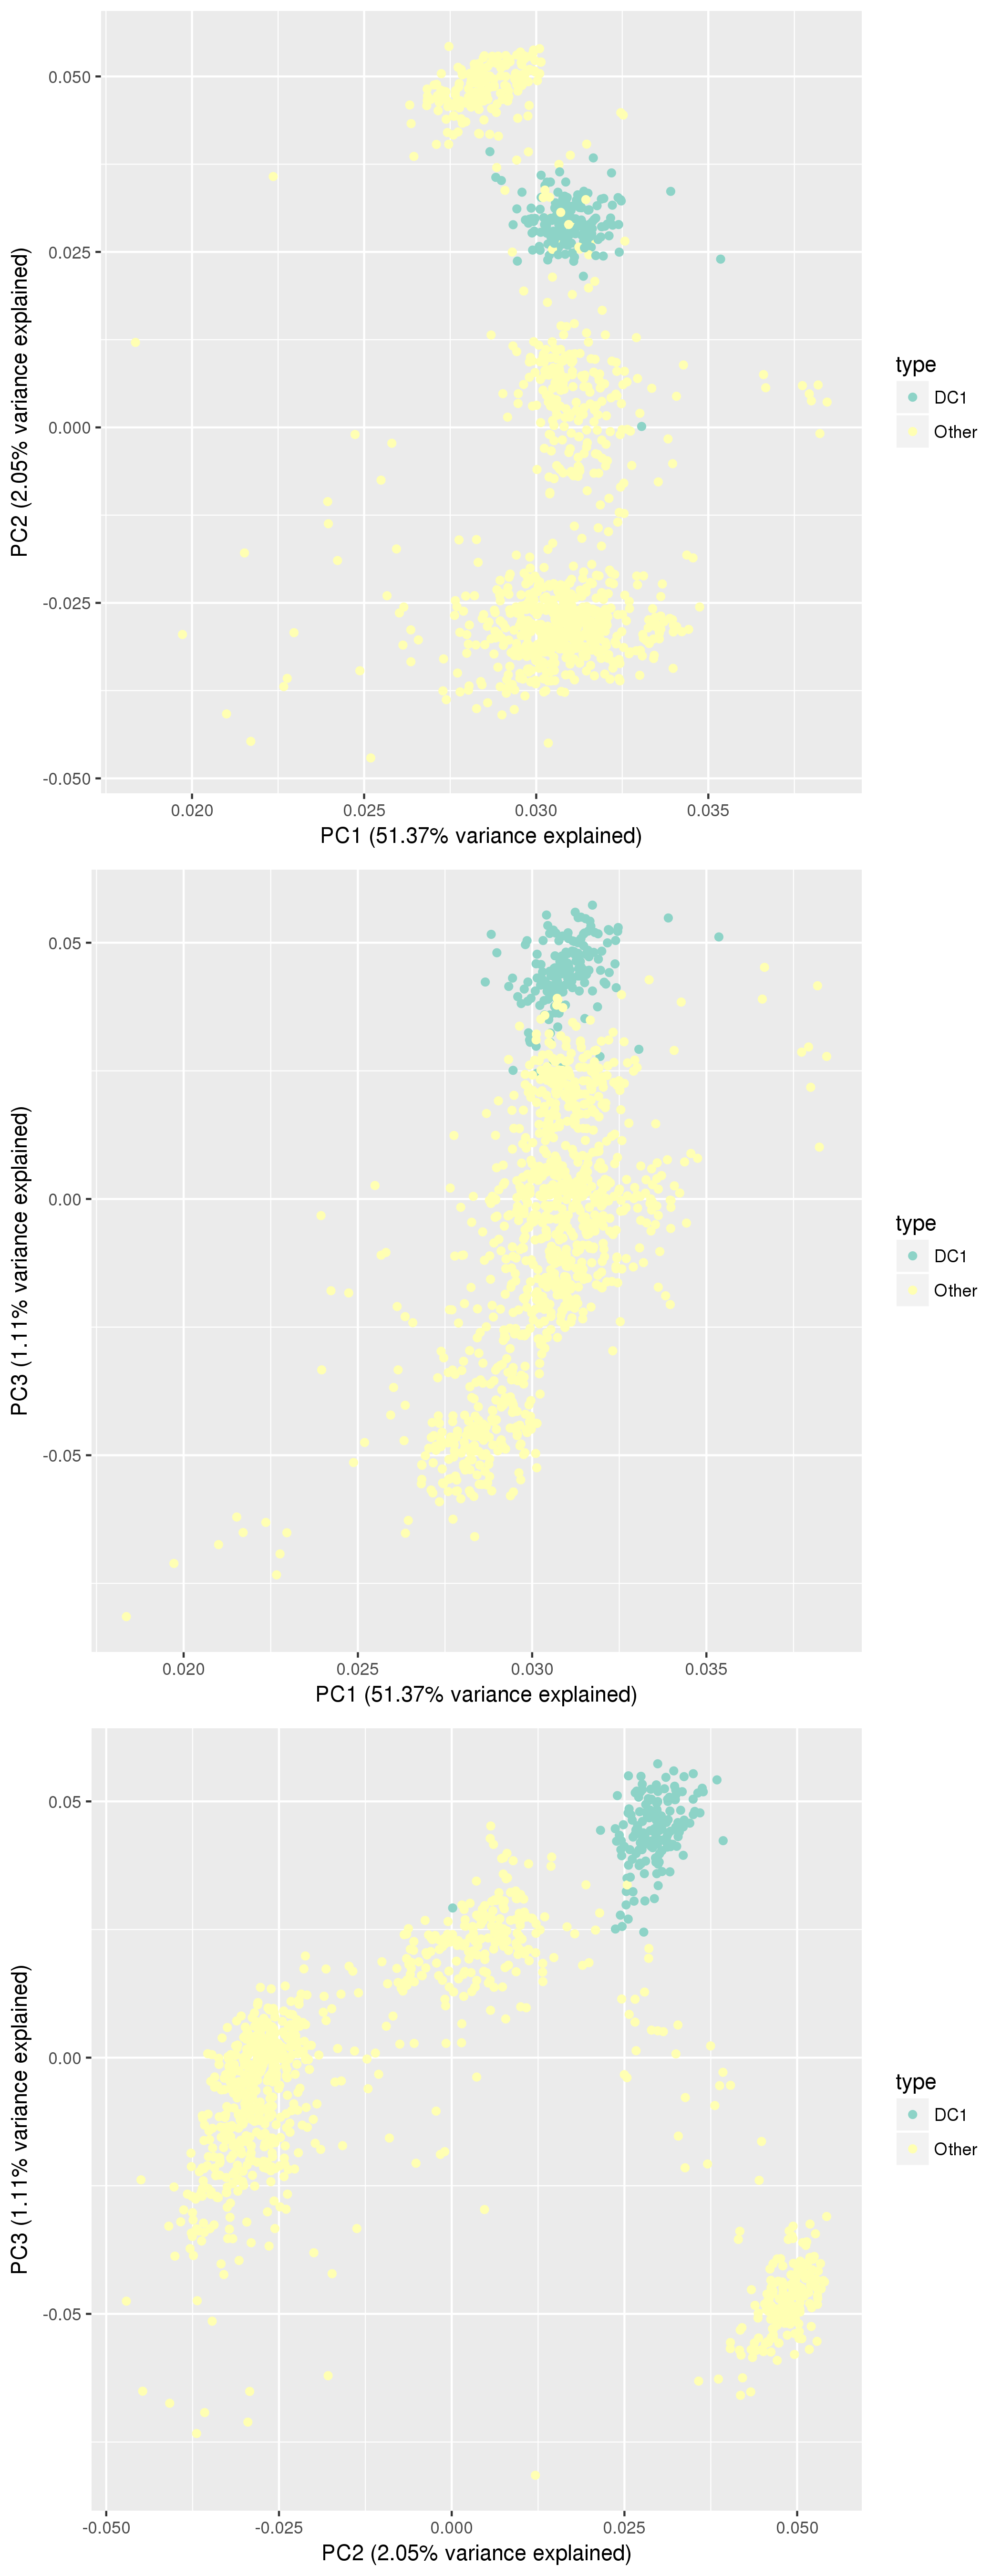 PC2 (2.05% variance explained)
0.050
0.025
0.000
-0.025
-0.050
0.020 0.025 0.030 0.035
PC1 (51.37% variance explained)
type
DC1
Other
PC3 (1.11% variance explained)
0.05
0.00
-0.05
0.020 0.025 0.030 0.035
PC1 (51.37% variance explained)
type
DC1
Other
PC3 (1.11% variance explained)
0.05
0.00
-0.05
-0.050 -0.025 0.000 0.025 0.050
PC2 (2.05% variance explained)
type
DC1
Other